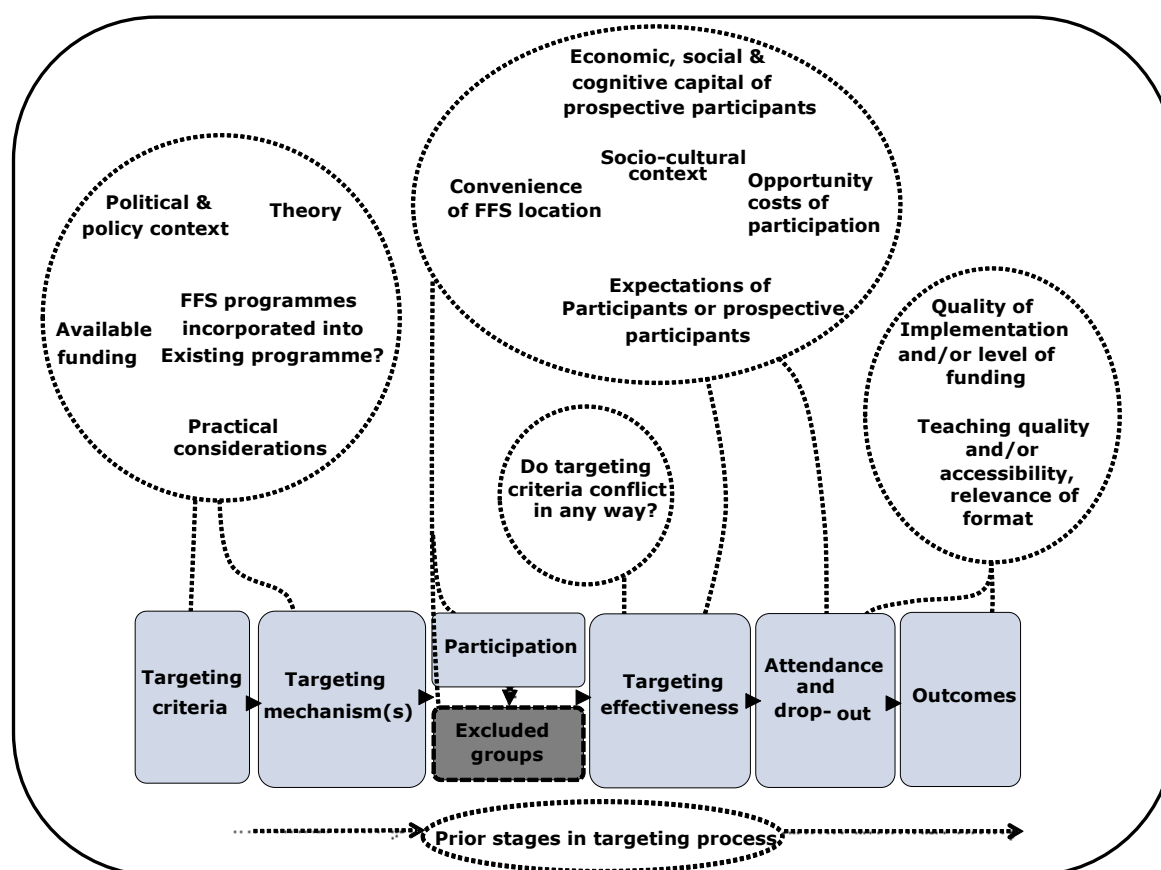 Economic, social &
cognitive capital of
prospective participants
Socio-cultural
context
Convenience
of FFS location
Opportunity
costs of
participation
Expectations of
Participants or prospective
participants
Political &
policy context
Theory
Available
funding
FFS programmes
incorporated into
Existing programme?
Practical
considerations
Quality of
Implementation
and/or level of
funding
Teaching quality
and/or
accessibility,
relevance of
format
Do targeting
criteria conflict
in any way?
Targeting
criteria
Targeting
mechanism(s)
Participation
Excluded
groups
Targeting
effectiveness
Attendance
and
drop- out
Outcomes
Prior stages in targeting process